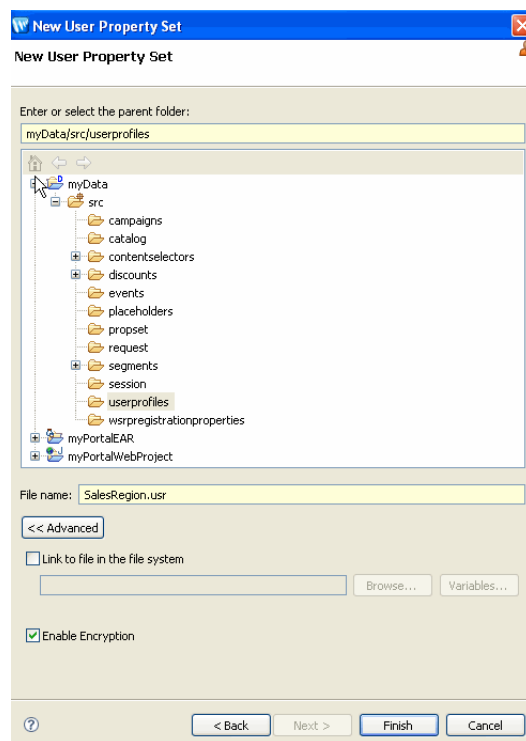 New User Property Set
New User Property Set
Enter or select the parent folder:
myData/src/userprofiles
myData
src
campaigns
catalog
contentselectors
discounts
events
placeholders
propset
request
segments
session
userprofiles
wsrpregistrationproperties
myPortalEAR
myPortalWebProject
File name: SalesRegion.usr
<< Advanced
Link to file in the file system
Browse... Variables...
Enable Encryption
? < Back Next > Finish Cancel